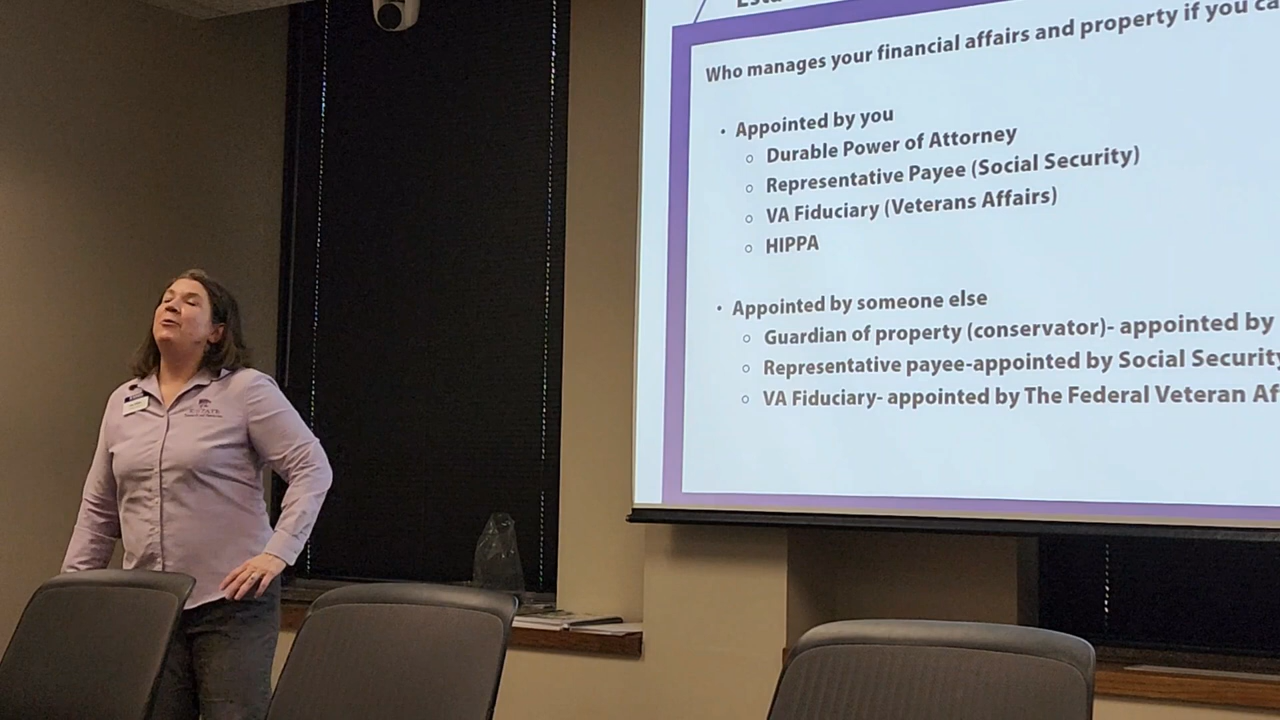 Who manages your financial affairs and property if you ca
• Appointed by you
○ Durable Power of Attorney
○ Representative Payee (Social Security)
○ VA Fiduciary (Veterans Affairs)
○ HIPPA
• Appointed by someone else
○ Guardian of property (conservator)- appointed by
○ Representative payee-appointed by Social Security
○ VA Fiduciary- appointed by The Federal Veteran Af
K-STATE